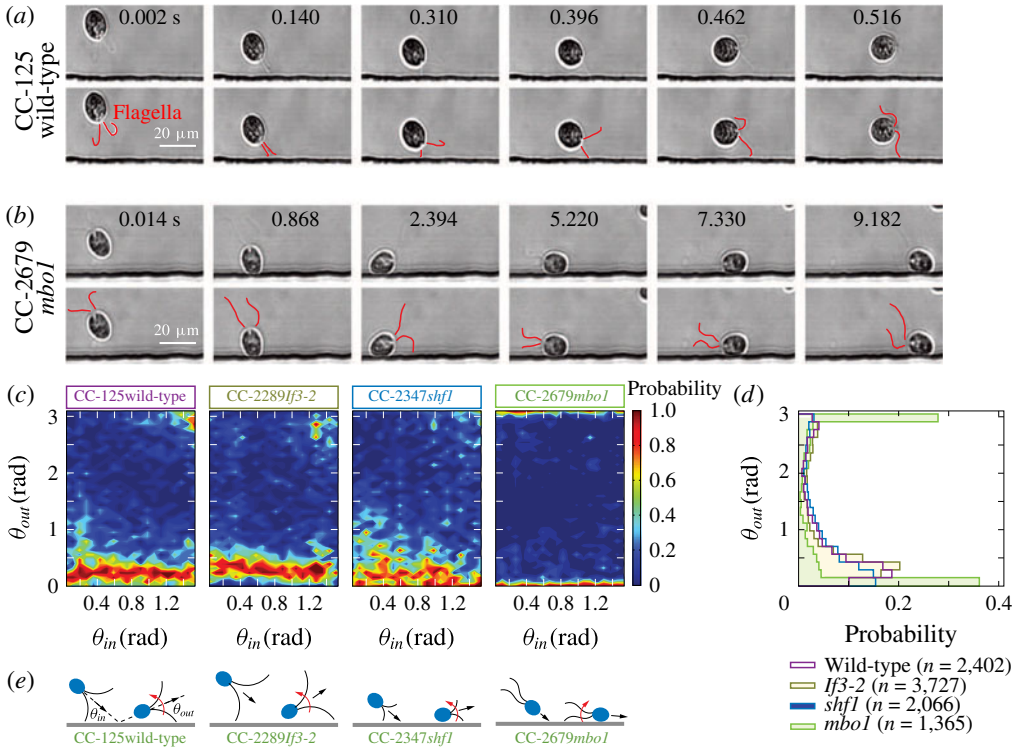 (a)
CC-125
wild-type
0.002 s 0.140 0.310 0.396 0.462 0.516
Flagella
20 μm
(b)
CC-2679
mbo1
0.014 s 0.868 2.394 5.220 7.330 9.182
20 μm
(c)
CC-125wild-type CC-2289If3-2 CC-2347shf1 CC-2679mbo1
Probability
θout (rad)
3
2
1
0
0.4 0.8 1.2 0.4 0.8 1.2 0.4 0.8 1.2 0.4 0.8 1.2
θin (rad) θin (rad) θin (rad) θin (rad)
1.0
0.8
0.6
0.4
0.2
0
(d)
θout (rad)
3
2
1
0
0 0.2 0.4
Probability
Wild-type (n = 2,402)
If3-2 (n = 3,727)
shf1 (n = 2,066)
mbo1 (n = 1,365)
(e)
θin θout
CC-125wild-type CC-2289If3-2 CC-2347shf1 CC-2679mbo1